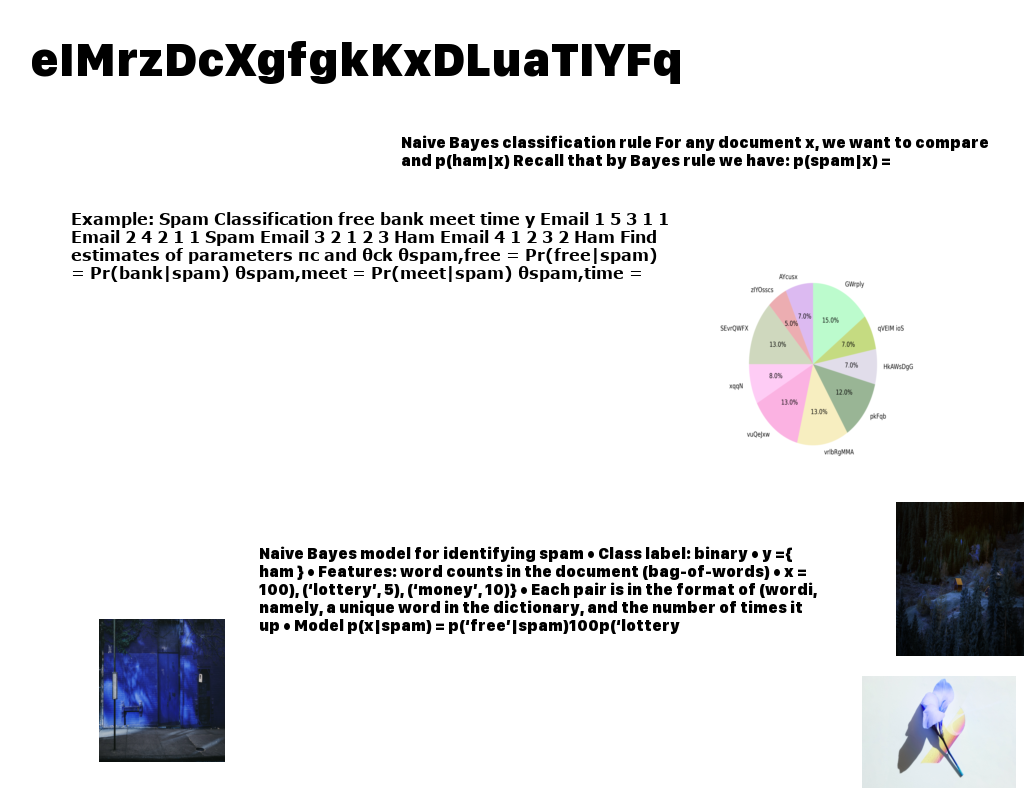 eIMrzDcXgfgkKxDLuaTIYFq
Naive Bayes classification rule For any document x, we want to compare
and p(ham|x) Recall that by Bayes rule we have: p(spam|x) =
Example: Spam Classification free bank meet time y Email 1 5 3 1 1
Email 2 4 2 1 1 Spam Email 3 2 1 2 3 Ham Email 4 1 2 3 2 Ham Find
estimates of parameters πc and θck θspam,free = Pr(free|spam)
= Pr(bank|spam) θspam,meet = Pr(meet|spam) θspam,time =
AYcusx
GWrply
zIYOsscs
7.0%
15.0%
5.0%
SEvrQWFX
qVEIM ioS
13.0%
7.0%
7.0%
HkAWsDgG
8.0%
xqqN
12.0%
13.0%
13.0%
pkFqb
vuQeJxw
vrlbRgMMA
Naive Bayes model for identifying spam • Class label: binary • y ={
ham } • Features: word counts in the document (bag-of-words) • x =
100), (‘lottery’, 5), (‘money’, 10)} • Each pair is in the format of (wordi,
namely, a unique word in the dictionary, and the number of times it
up • Model p(x|spam) = p(‘free’|spam)100p(‘lottery